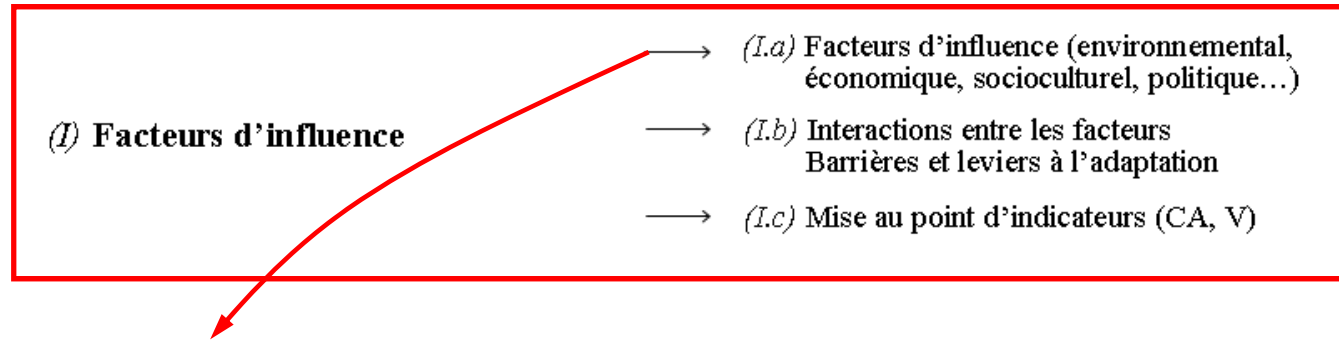 (I) Facteurs d’influence
(I.a) Facteurs d’influence (environnemental,
économique, socioculturel, politique…)
(I.b) Interactions entre les facteurs
Barrières et leviers à l’adaptation
(I.c) Mise au point d’indicateurs (CA, V)